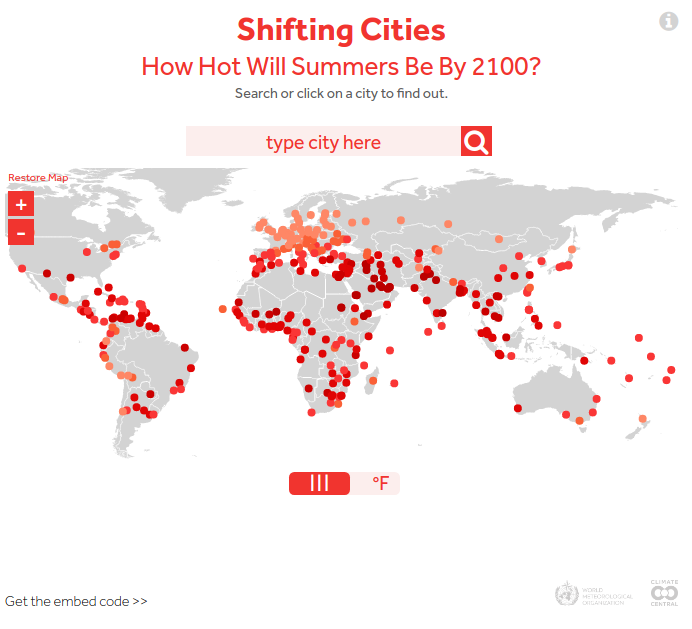 Shifting Cities
How Hot Will Summers Be By 2100?
Search or click on a city to find out.
type city here
Restore Map
+
-
°F
Get the embed code >>
WORLD
METEOROLOGICAL
ORGANIZATION
CLIMATE
CENTRAL